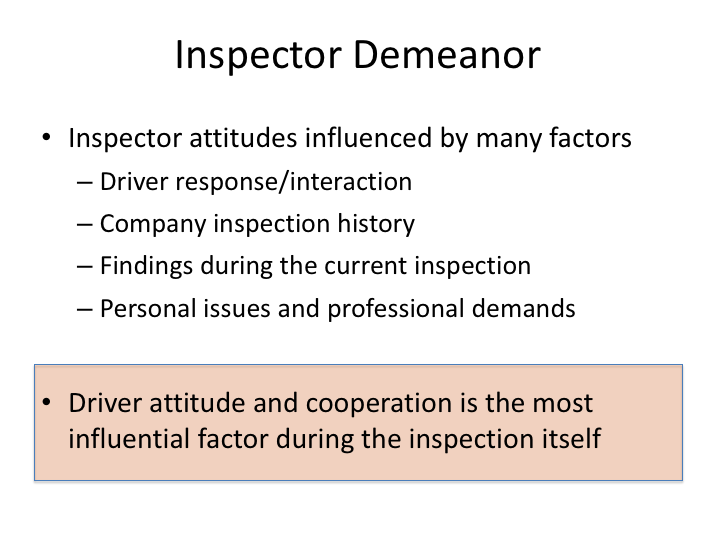 Inspector Demeanor
• Inspector attitudes influenced by many factors
– Driver response/interaction
– Company inspection history
– Findings during the current inspection
– Personal issues and professional demands
• Driver attitude and cooperation is the most
influential factor during the inspection itself